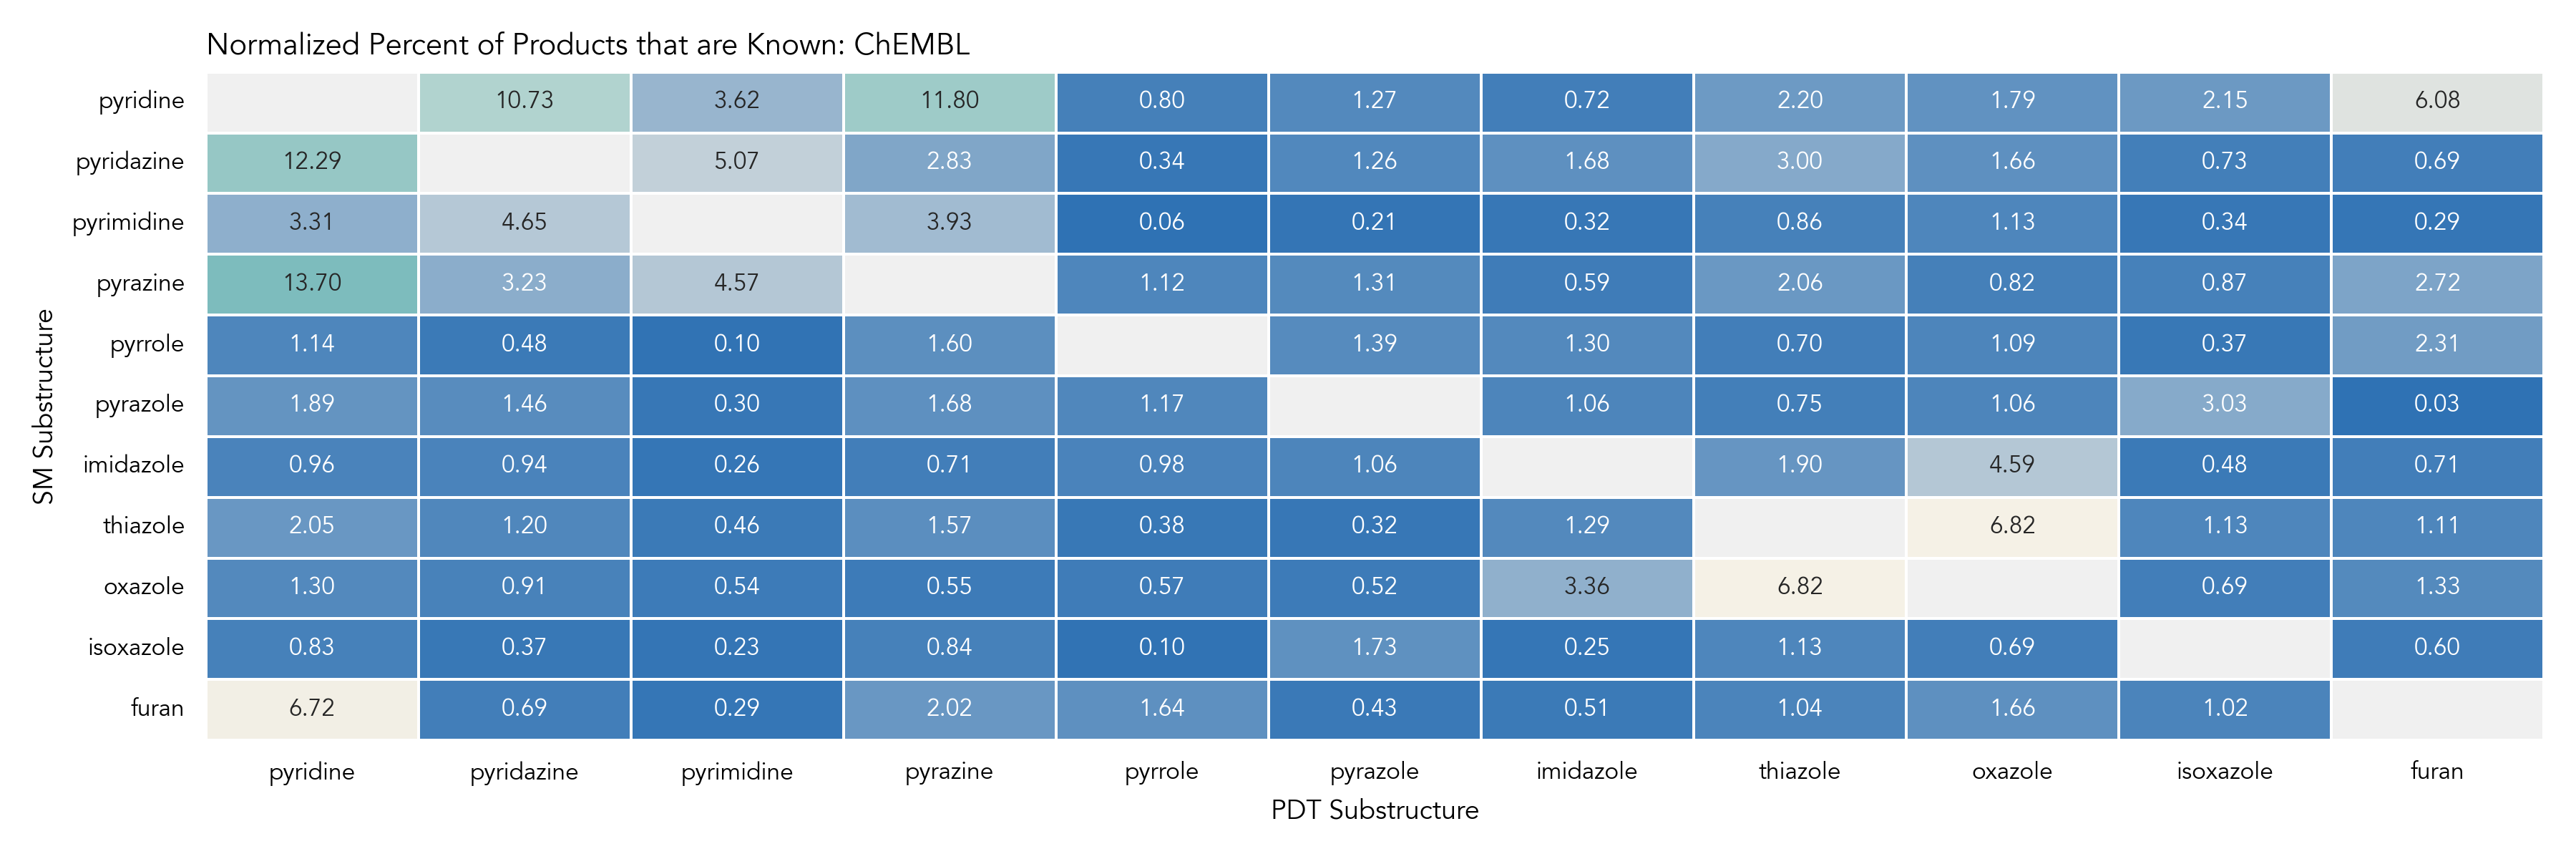 Normalized Percent of Products that are Known: ChEMBL
pyridine 10.73 3.62 11.80 0.80 1.27 0.72 2.20 1.79 2.15 6.08
pyridazine 12.29 5.07 2.83 0.34 1.26 1.68 3.00 1.66 0.73 0.69
pyrimidine 3.31 4.65 3.93 0.06 0.21 0.32 0.86 1.13 0.34 0.29
pyrazine 13.70 3.23 4.57 1.12 1.31 0.59 2.06 0.82 0.87 2.72
pyrrole 1.14 0.48 0.10 1.60 1.39 1.30 0.70 1.09 0.37 2.31
pyrazole 1.89 1.46 0.30 1.68 1.17 1.06 0.75 1.06 3.03 0.03
imidazole 0.96 0.94 0.26 0.71 0.98 1.06 1.90 4.59 0.48 0.71
thiazole 2.05 1.20 0.46 1.57 0.38 0.32 1.29 6.82 1.13 1.11
oxazole 1.30 0.91 0.54 0.55 0.57 0.52 3.36 6.82 0.69 1.33
isoxazole 0.83 0.37 0.23 0.84 0.10 1.73 0.25 1.13 0.69 0.60
furan 6.72 0.69 0.29 2.02 1.64 0.43 0.51 1.04 1.66 1.02
SM Substructure
pyridine pyridazine pyrimidine pyrazine pyrrole pyrazole imidazole thiazole oxazole isoxazole furan
PDT Substructure